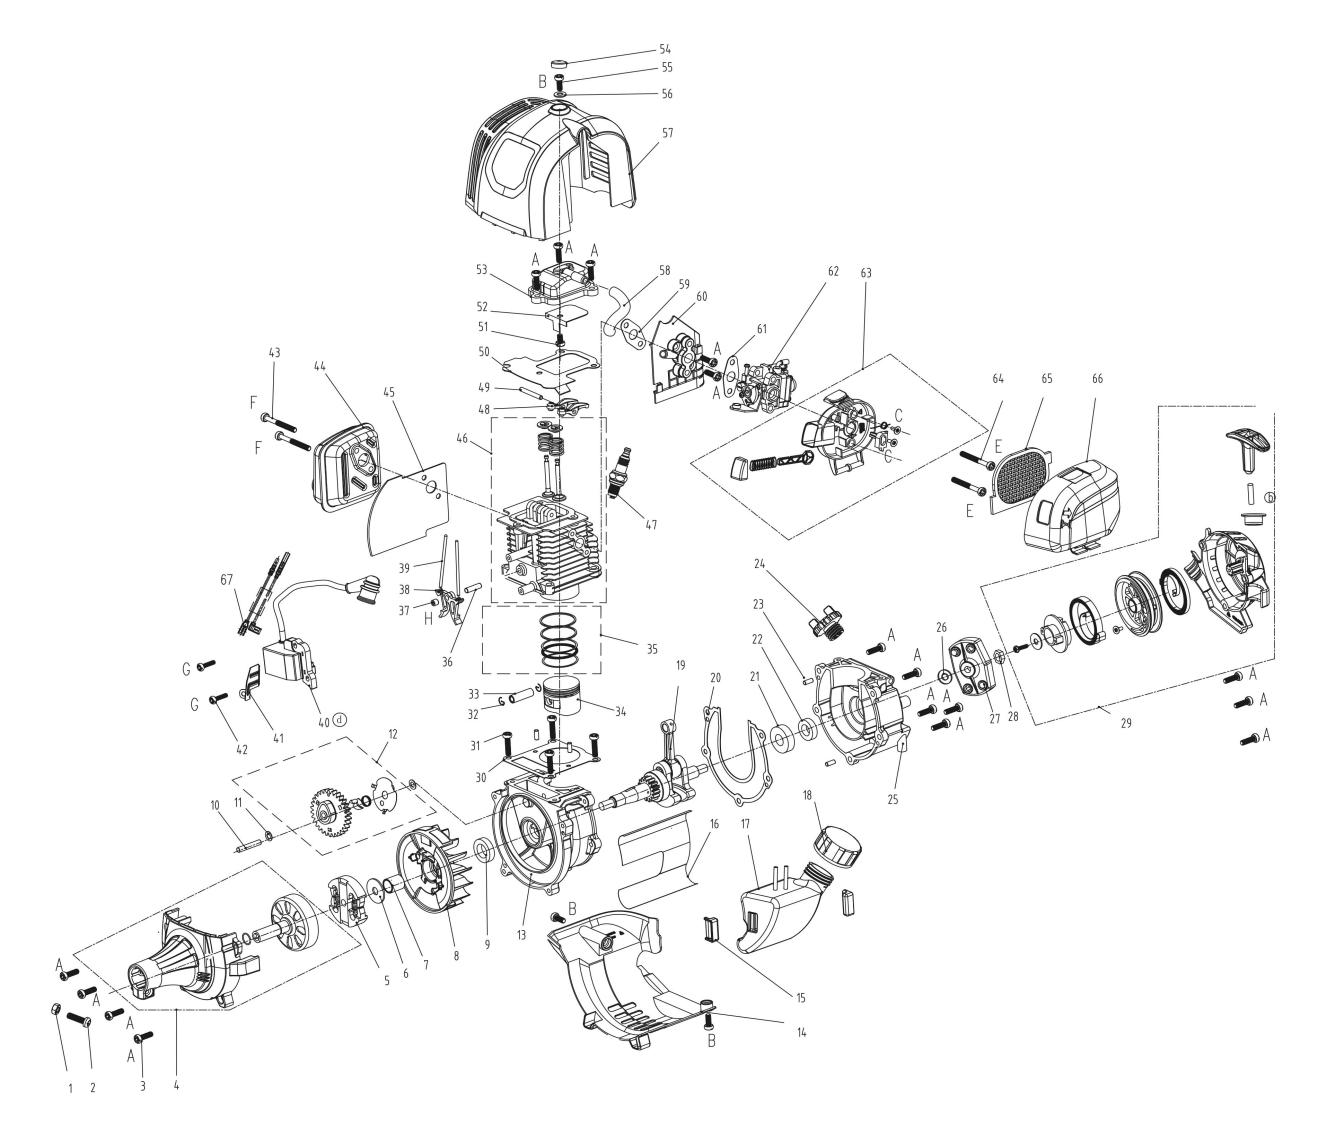 54
B 55
56
57
A
A A
53 58 62 63
52 59 60
51 61
50 A
43 44 49 A 64 65 66
F 45 48 C E
F 46 C
E b
47
39
67 38
37 H 24
36 35 23 A 26
G 22 A
G 33 19 20 21 A
32 34 A A A
40 d A 27 28 29 A
42 41 12 31 A
30
11 25
10 16 17 18
13 B
9
8
7
A 6
A 5 15
A 14
A B
1 2 3 4